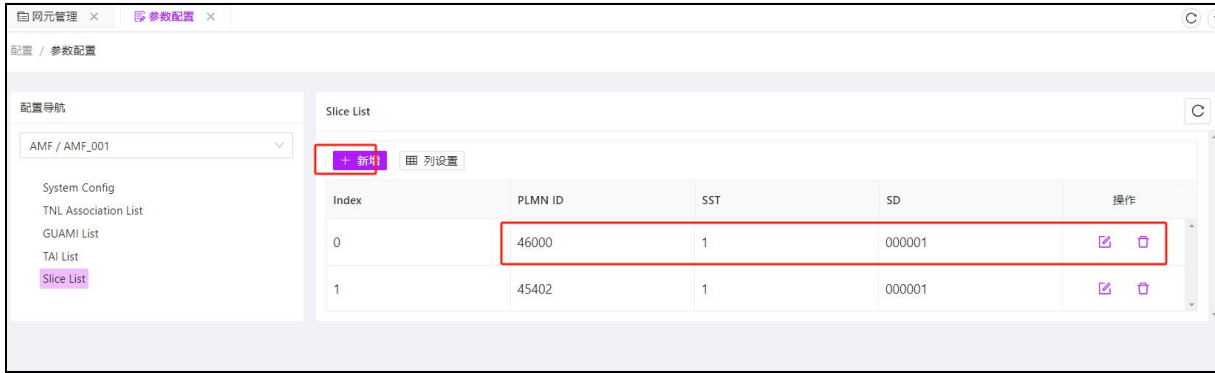 网元管理 参数配置
配置 / 参数配置
配置导航
AMF / AMF_001
System Config
TNL Association List
GUAMI List
TAI List
Slice List
Slice List
新增 列设置
Index PLMN ID SST SD 操作
0 46000 1 000001
1 45402 1 000001